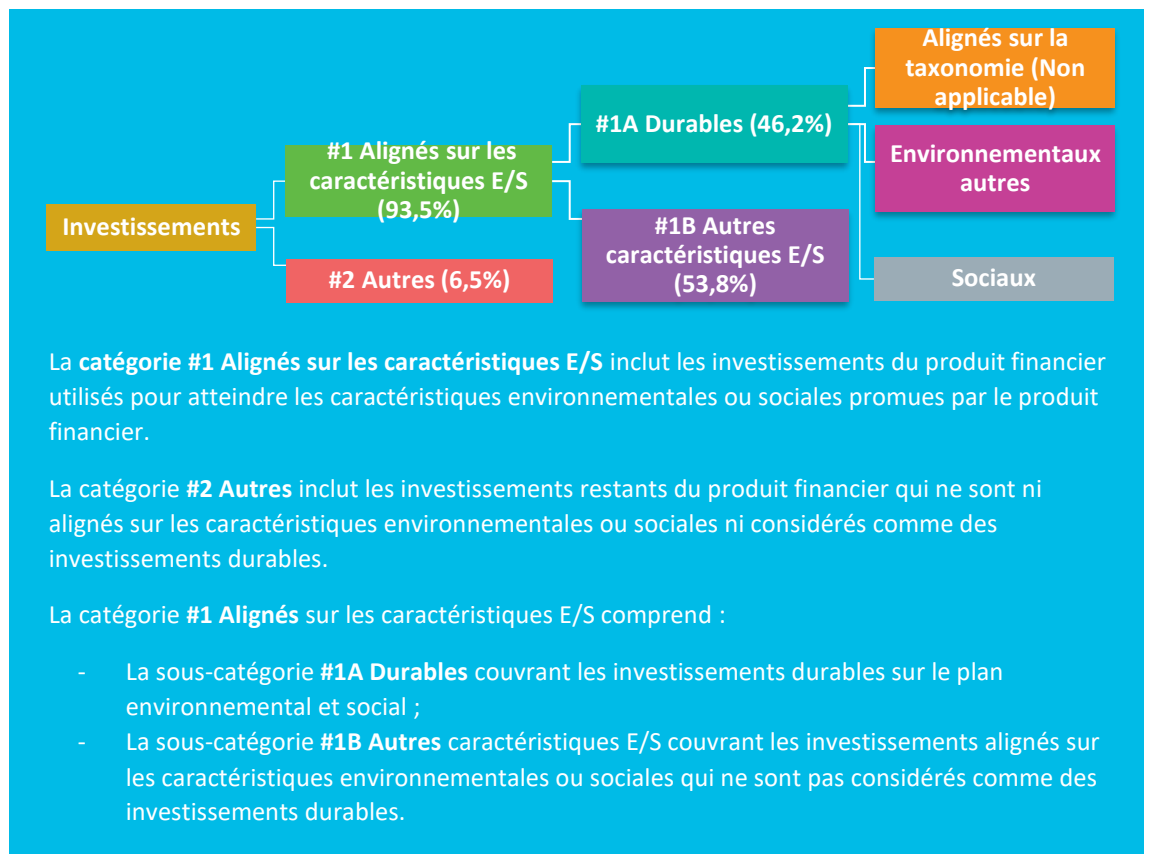 Alignés sur la
taxonomie (Non
applicable)
#1A Durables (46,2%)
#1 Alignés sur les
caractéristiques E/S
(93,5%)
Environnementaux
autres
Investissements
#1B Autres
caractéristiques E/S
(53,8%)
#2 Autres (6,5%)
Sociaux
La catégorie #1 Alignés sur les caractéristiques E/S inclut les investissements du produit financier
utilisés pour atteindre les caractéristiques environnementales ou sociales promues par le produit
financier.
La catégorie #2 Autres inclut les investissements restants du produit financier qui ne sont ni
alignés sur les caractéristiques environnementales ou sociales ni considérés comme des
investissements durables.
La catégorie #1 Alignés sur les caractéristiques E/S comprend :
- La sous-catégorie #1A Durables couvrant les investissements durables sur le plan
environnemental et social ;
- La sous-catégorie #1B Autres caractéristiques E/S couvrant les investissements alignés sur
les caractéristiques environnementales ou sociales qui ne sont pas considérés comme des
investissements durables.